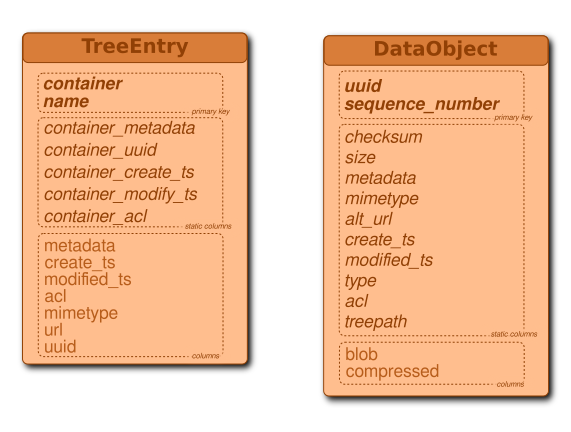 TreeEntry
container
name
primary key
container_metadata
container_uuid
container_create_ts
container_modify_ts
container_acl
static columns
metadata
create_ts
modified_ts
acl
mimetype
url
uuid
columns
DataObject
uuid
sequence_number
primary key
checksum
size
metadata
mimetype
alt_url
create_ts
modified_ts
type
acl
treepath
static columns
blob
compressed
columns